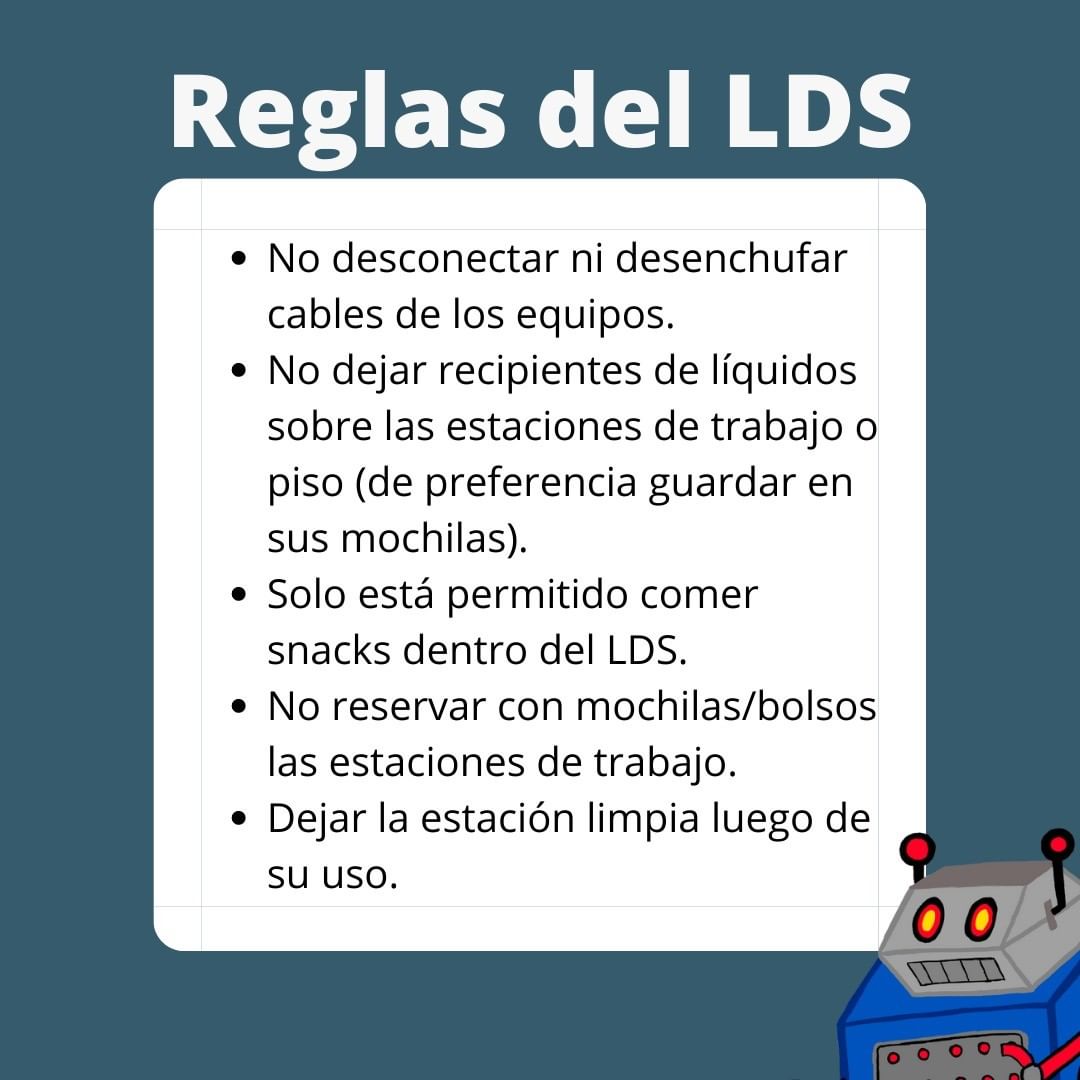 Reglas del LDS
• No desconectar ni desenchufar
cables de los equipos.
• No dejar recipientes de líquidos
sobre las estaciones de trabajo o
piso (de preferencia guardar en
sus mochilas).
• Solo está permitido comer
snacks dentro del LDS.
• No reservar con mochilas/bolsos
las estaciones de trabajo.
• Dejar la estación limpia luego de
su uso.